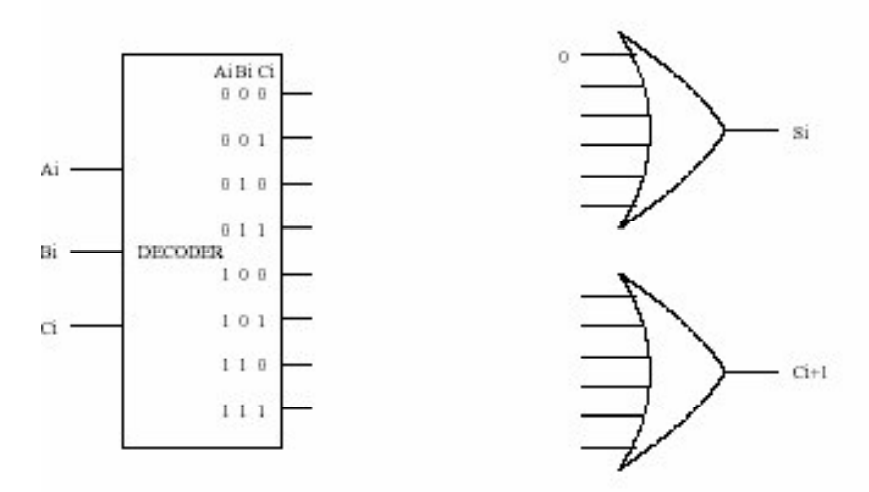 Ai Bi Ci
0 0 0
0 0 1
0 1 0
0 1 1
1 0 0
1 0 1
1 1 0
1 1 1
Ai
Bi
Ci
DECODER
0
Si
Ci+1